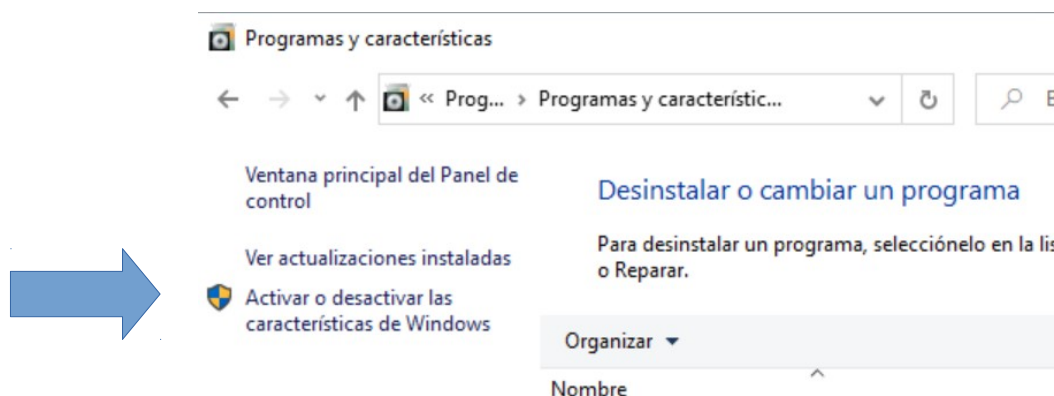 Programas y características
« Prog... > Programas y característic...
Ventana principal del Panel de
control
Ver actualizaciones instaladas
Activar o desactivar las
características de Windows
Desinstalar o cambiar un programa
Para desinstalar un programa, selecciónelo en la
o Reparar.
Organizar
Nombre